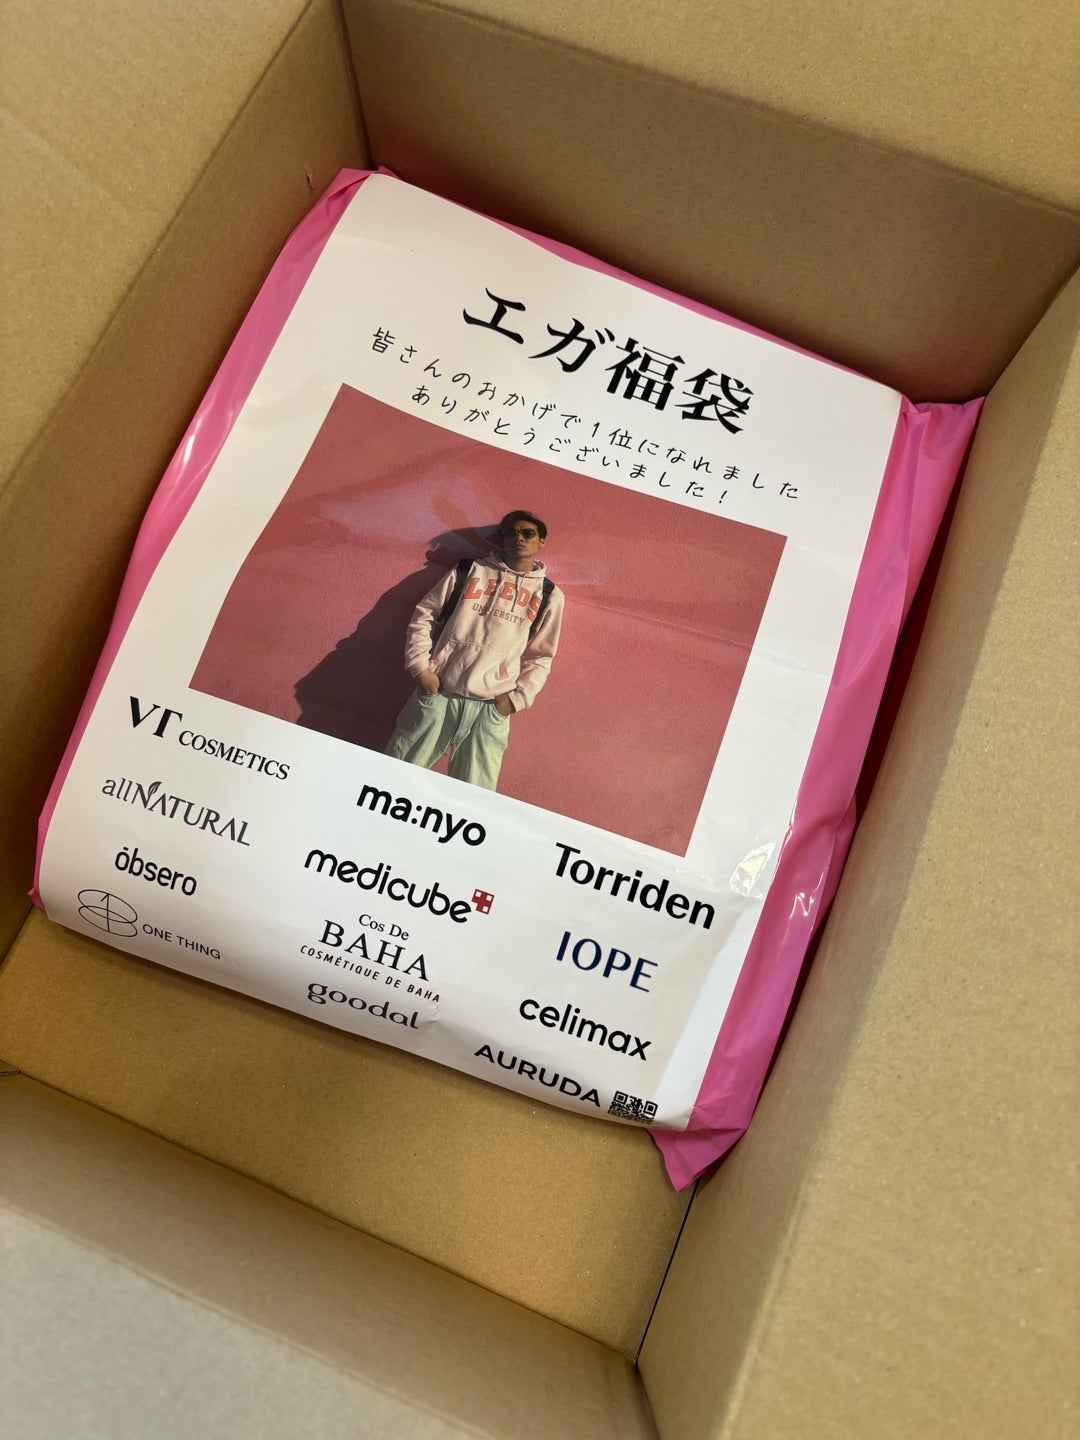 エガ福袋
皆さんのおかげで1位になれました
ありがとうございました!
LEEDS
UNIVERSITY
VT COSMETICS
ma:nyo
Torriden
allNATURAL
medicube
IOPE
ōbsero
Cos De
BAHA
COSMÉTIQUE DE BAHA
celimax
ONE THING
goodal
AURUDA